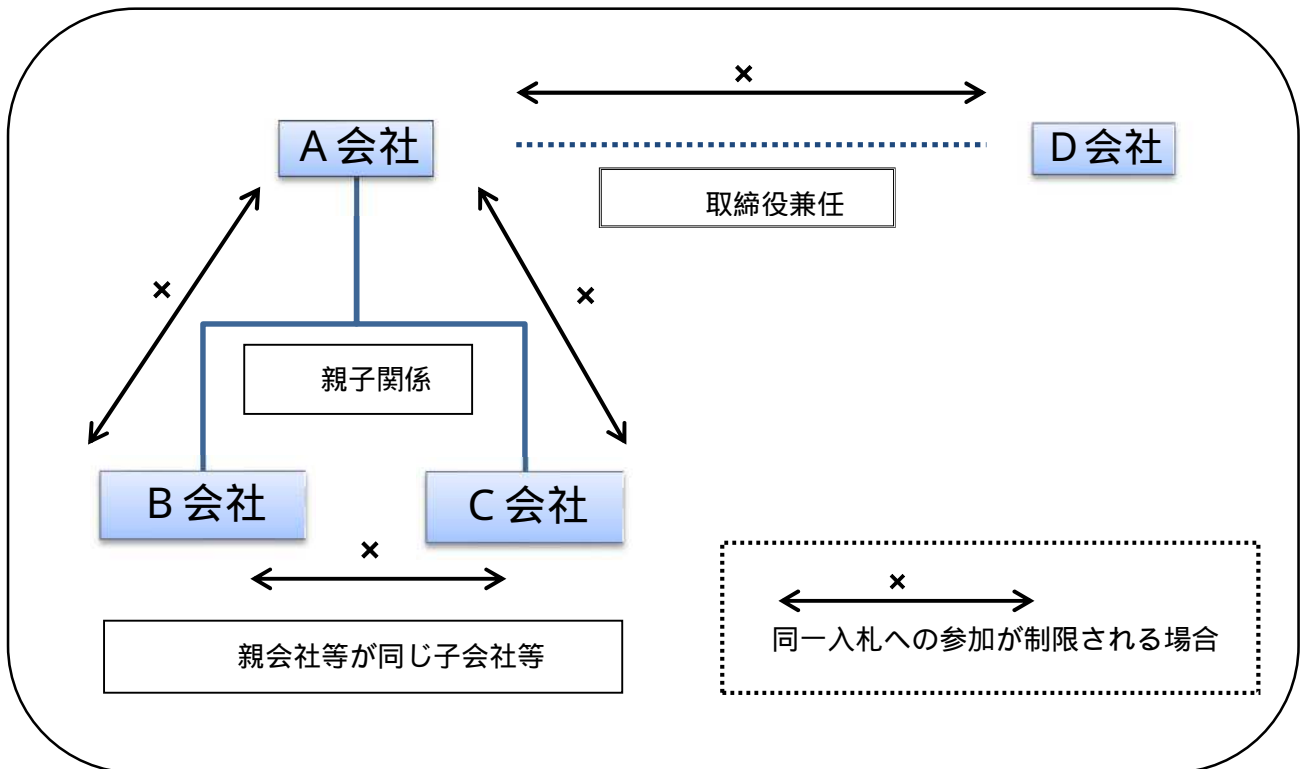 ×
A会社
D会社
取締役兼任
×
×
親子関係
B会社
C会社
×
×
親会社等が同じ子会社等
同一入札への参加が制限される場合